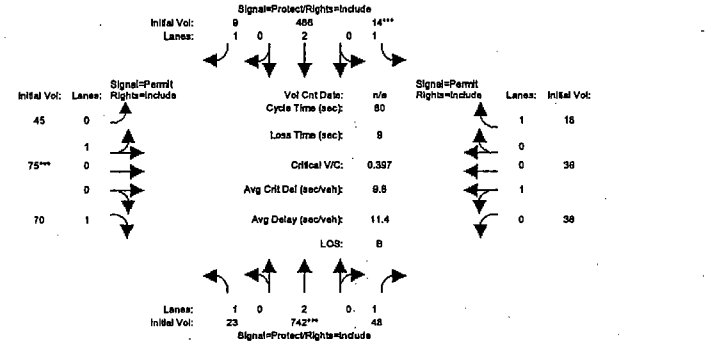 Signal=Protect/Rights=Include
Initial Vol: 9 486 14***
Lanes: 1 0 2 0 1
Signal=Permit Signal=Permit
Initial Vol: Lanes: Rights=Include Vol Cnt Date: n/a Rights=Include Lanes: Initial Vol:
Cycle Time (sec): 60
45 0 1 18
Loss Time (sec): 9
1 0
75*** 0 Critical V/C: 0.397 0 36
0 Avg Crit Del (sec/veh): 9.8 1
70 1 Avg Delay (sec/veh): 11.4 0 38
LOS: B
Lanes: 1 0 2 0 1
Initial Vol: 23 742*** 48
Signal=Protect/Rights=Include